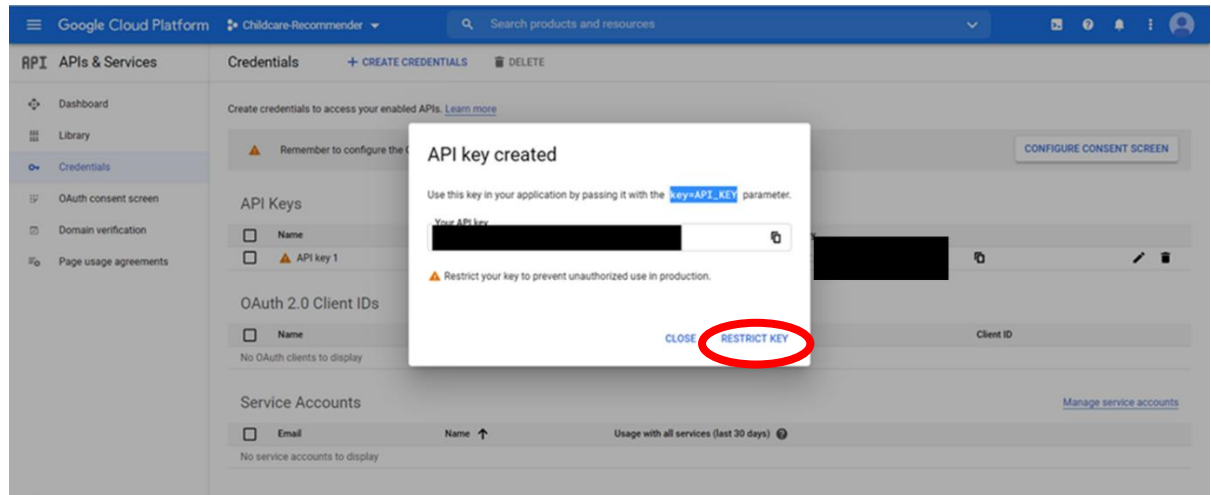 Google Cloud Platform Childcare-Recommender Search products and resources
API APIs & Services Credentials + CREATE CREDENTIALS DELETE
Dashboard
Library
Credentials
OAuth consent screen
Domain verification
Page usage agreements
Create credentials to access your enabled APIs. Learn more
Remember to configure the CONFIGURE CONSENT SCREEN
API Keys
Name
API key 1
OAuth 2.0 Client IDs
Name Client ID
No OAuth clients to display
Service Accounts Manage service accounts
Email Name Usage with all services (last 30 days)
No service accounts to display
API key created
Use this key in your application by passing it with the key=API_KEY parameter.
Your API key
Restrict your key to prevent unauthorized use in production.
CLOSE RESTRICT KEY